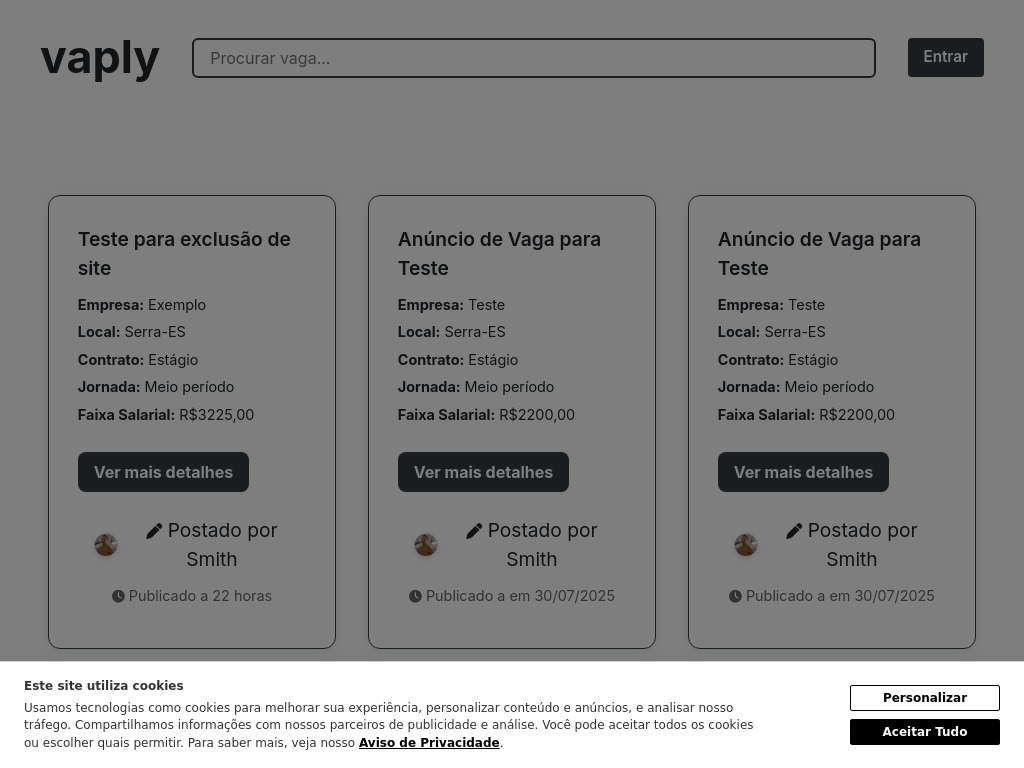 vaply
Procurar vaga...
Entrar
Teste para exclusão de
site
Empresa: Exemplo
Local: Serra-ES
Contrato: Estágio
Jornada: Meio período
Faixa Salarial: R$3225,00
Ver mais detalhes
Postado por
Smith
Publicado a 22 horas
Anúncio de Vaga para
Teste
Empresa: Teste
Local: Serra-ES
Contrato: Estágio
Jornada: Meio período
Faixa Salarial: R$2200,00
Ver mais detalhes
Postado por
Smith
Publicado a em 30/07/2025
Anúncio de Vaga para
Teste
Empresa: Teste
Local: Serra-ES
Contrato: Estágio
Jornada: Meio período
Faixa Salarial: R$2200,00
Ver mais detalhes
Postado por
Smith
Publicado a em 30/07/2025
Este site utiliza cookies
Usamos tecnologias como cookies para melhorar sua experiência, personalizar conteúdo e anúncios, e analisar nosso
tráfego. Compartilhamos informações com nossos parceiros de publicidade e análise. Você pode aceitar todos os cookies
ou escolher quais permitir. Para saber mais, veja nosso Aviso de Privacidade.
Personalizar
Aceitar Tudo